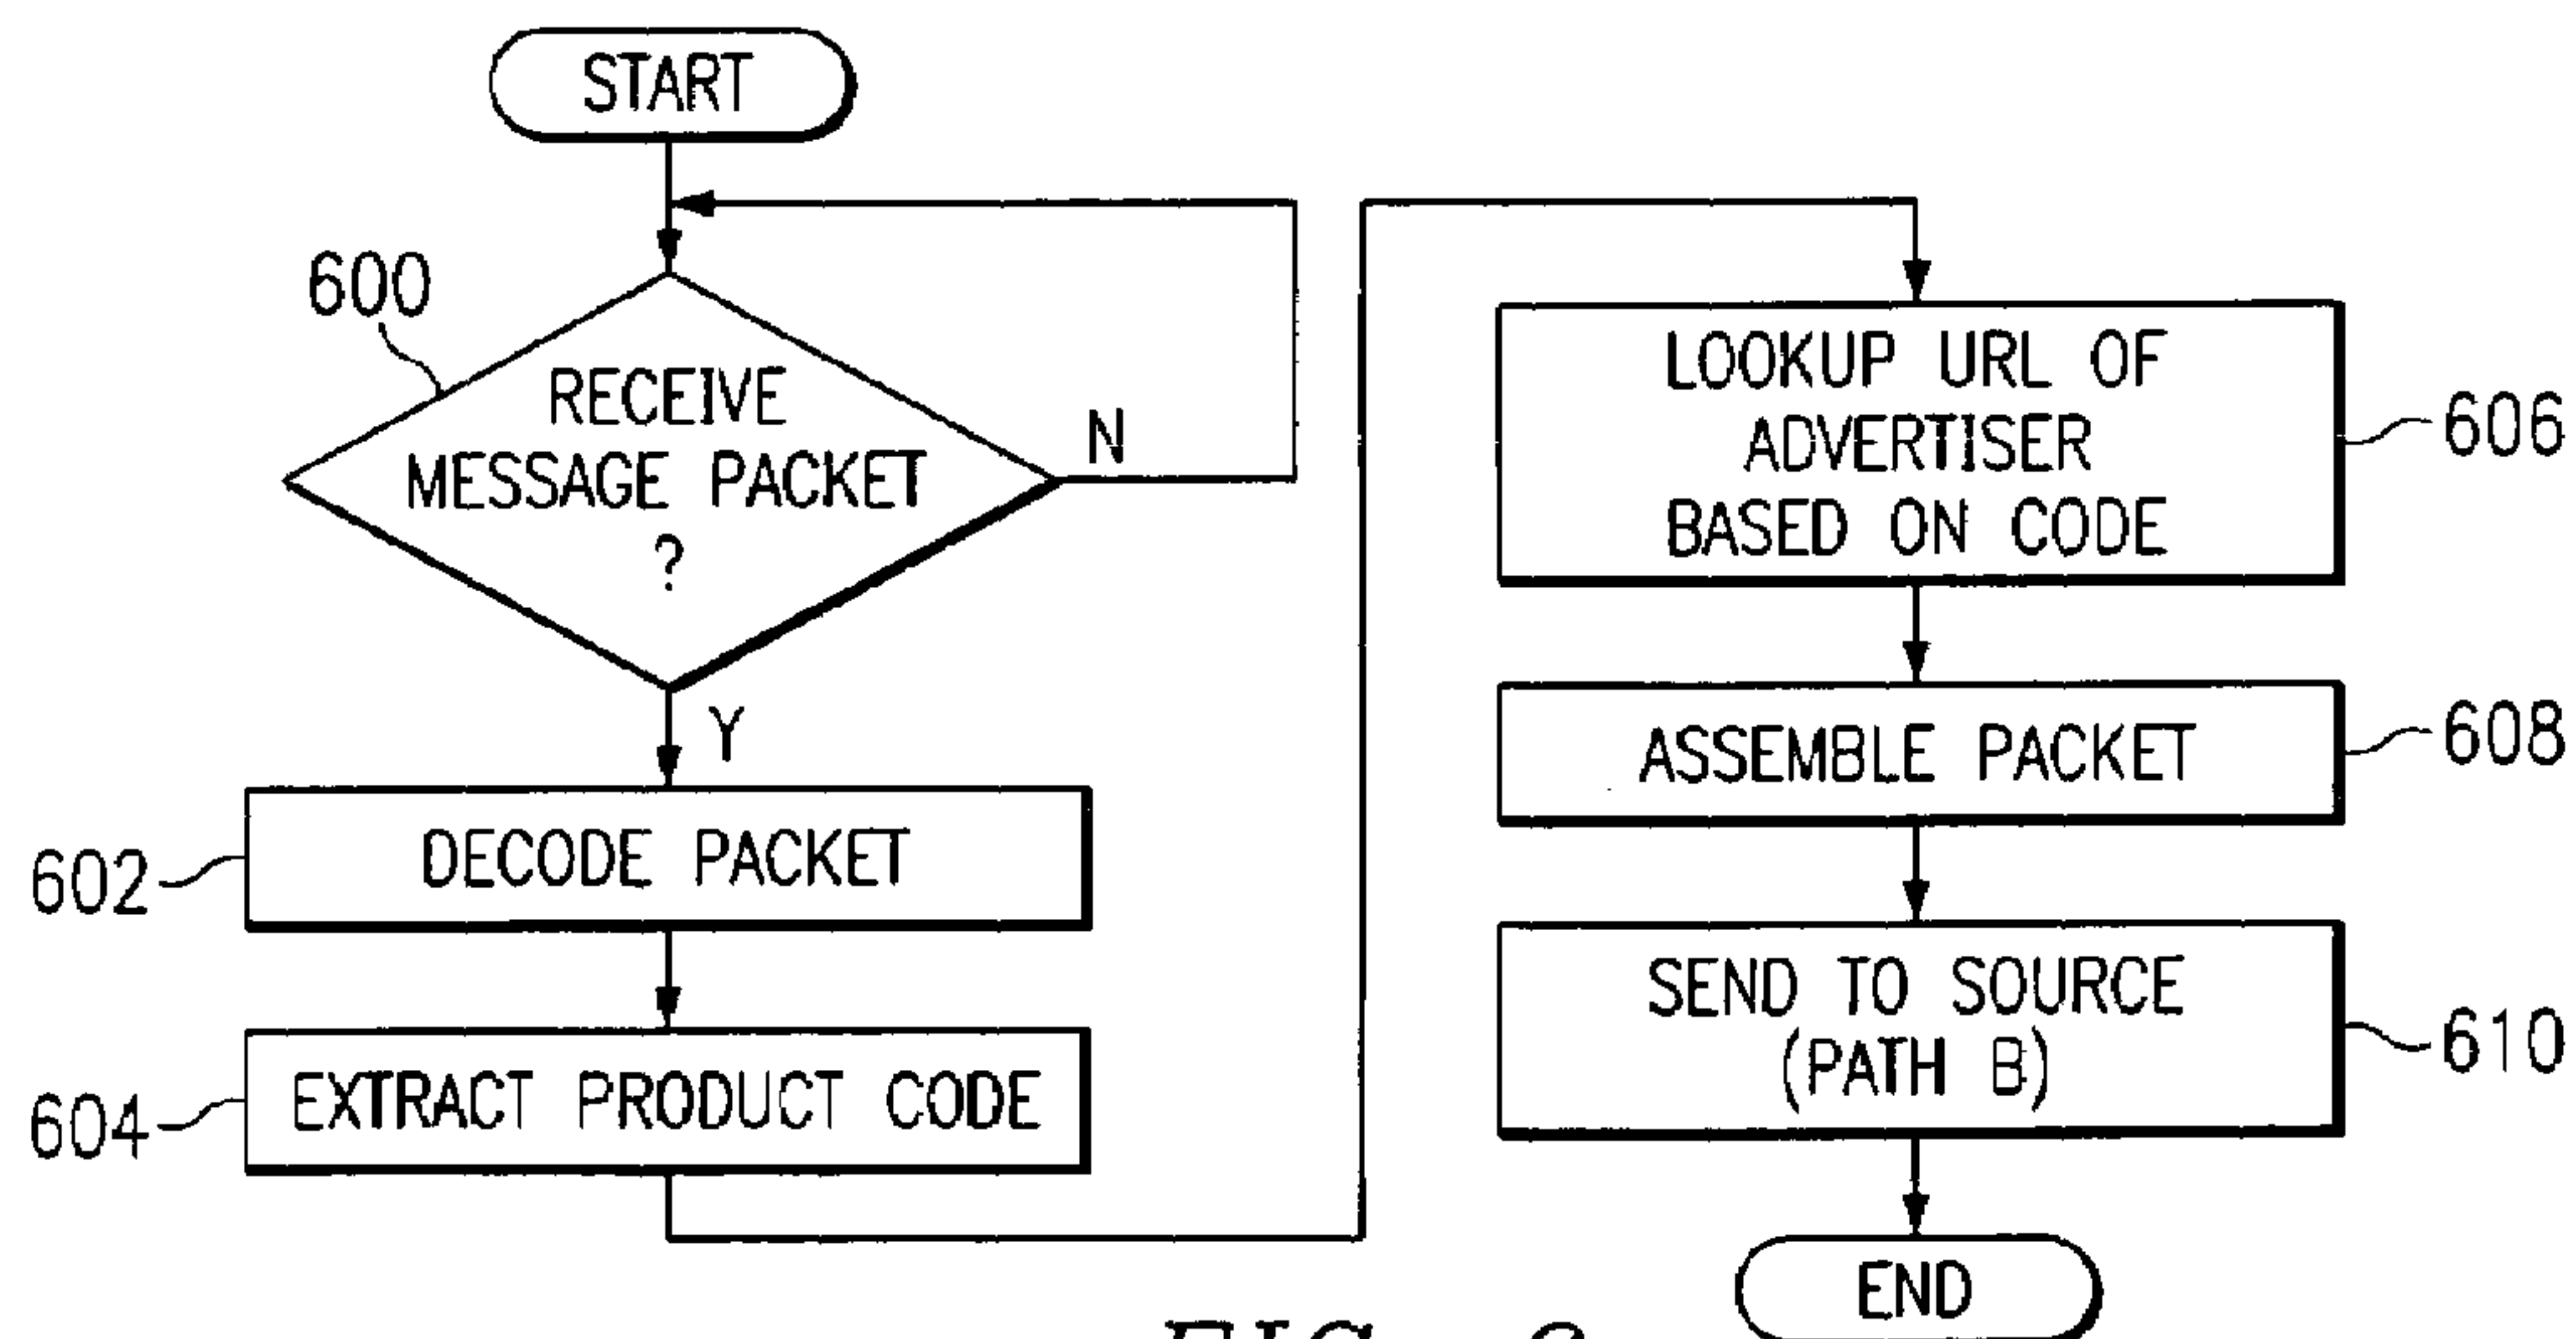 START
600
RECEIVE
MESSAGE PACKET
?
N
Y
602
DECODE PACKET
604
EXTRACT PRODUCT CODE
LOOKUP URL OF
ADVERTISER
BASED ON CODE
606
ASSEMBLE PACKET
608
SEND TO SOURCE
(PATH B)
610
END